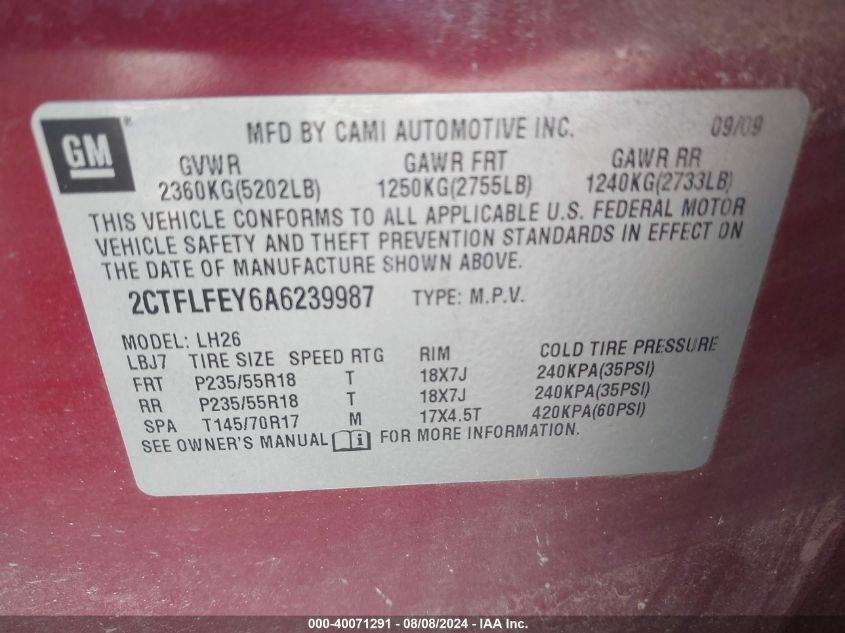 GM ®
MFD BY CAMI AUTOMOTIVE INC. 09/09
GVWR GAWR FRT GAWR RR
2360KG(5202LB) 1250KG(2755LB) 1240KG(2733LB)
THIS VEHICLE CONFORMS TO ALL APPLICABLE U.S. FEDERAL MOTOR
VEHICLE SAFETY AND THEFT PREVENTION STANDARDS IN EFFECT ON
THE DATE OF MANUFACTURE SHOWN ABOVE.
2CTFLFEY6A6239987 TYPE: M.P.V.
MODEL: LH26
LBJ7 TIRE SIZE SPEED RTG RIM COLD TIRE PRESSURE
FRT P235/55R18 T 18X7J 240KPA(35PSI)
RR P235/55R18 T 18X7J 240KPA(35PSI)
SPA T145/70R17 M 17X4.5T 420KPA(60PSI)
SEE OWNER'S MANUAL i FOR MORE INFORMATION.
000-40071291 - 08/08/2024 - IAA Inc.